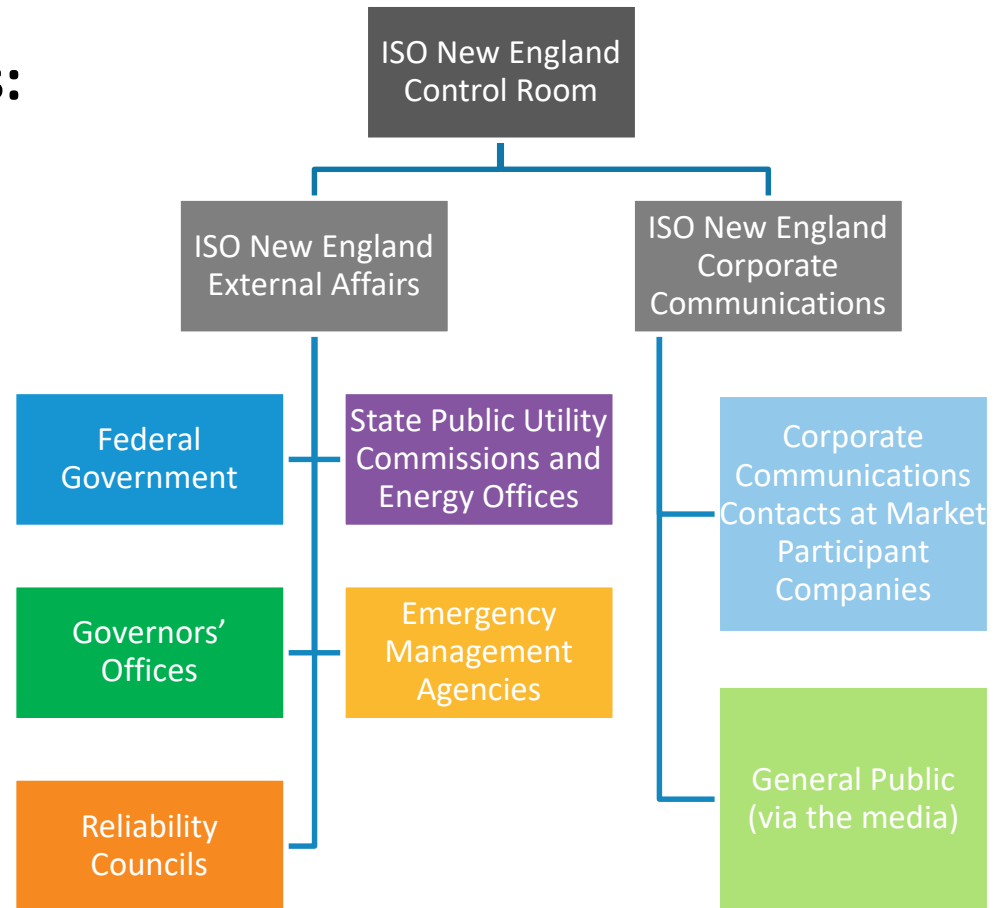 s:
ISO New England
Control Room
ISO New England
External Affairs
ISO New England
Corporate
Communications
Federal
Government
State Public Utility
Commissions and
Energy Offices
Corporate
Communications
Contacts at Market
Participant
Companies
Governors’
Offices
Emergency
Management
Agencies
Reliability
Councils
General Public
(via the media)